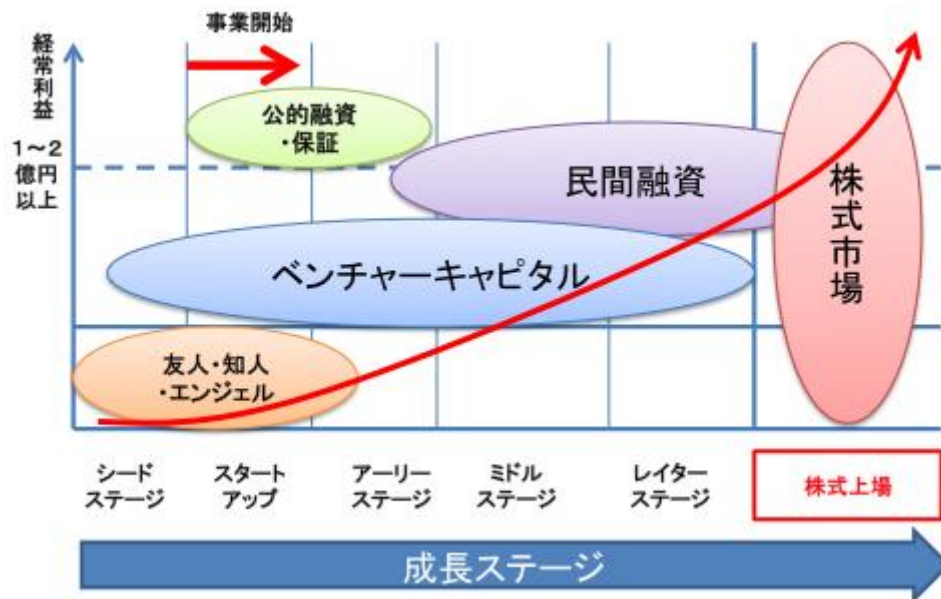 事業開始
経常利益
1～2
億円
以上
公的融資
・保証
民間融資
株式市場
ベンチャーキャピタル
友人・知人
・エンジェル
シード
ステージ
スタート
アップ
アーリー
ステージ
ミドル
ステージ
レイター
ステージ
株式上場
成長ステージ